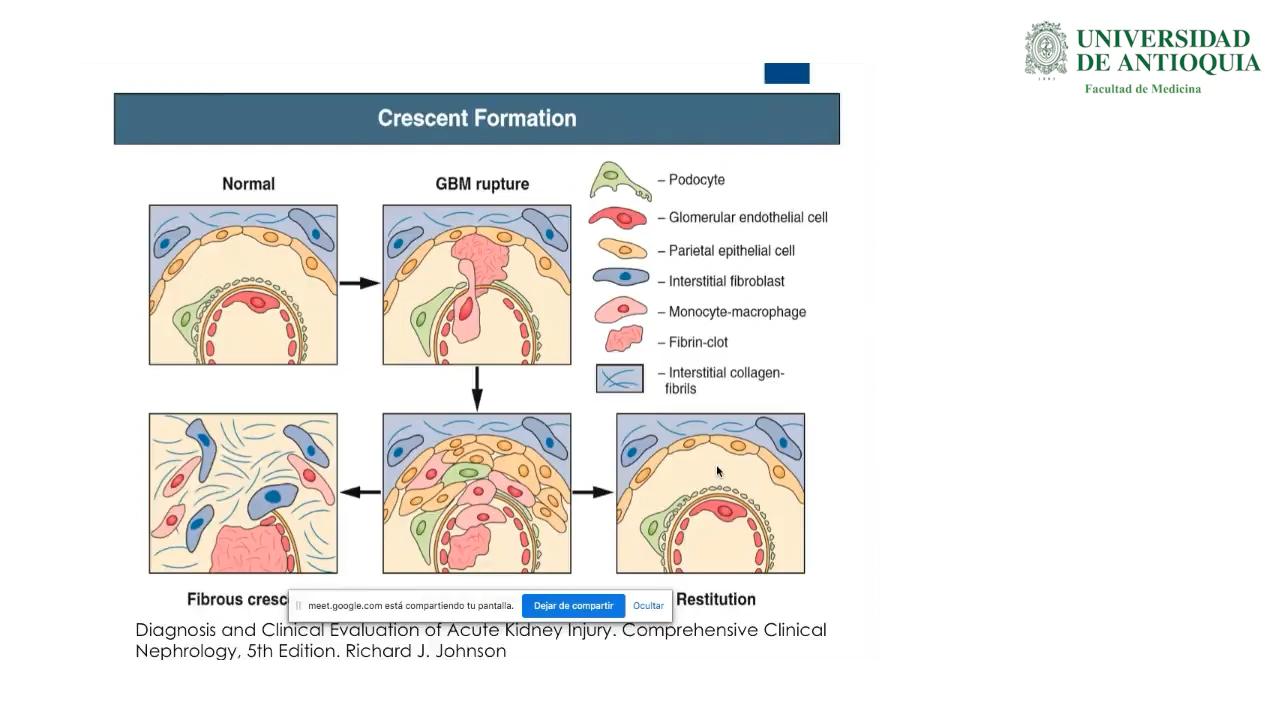 UNIVERSIDAD
DE ANTIOQUIA
1803
Facultad de Medicina
Crescent Formation
Normal
GBM rupture
– Podocyte
– Glomerular endothelial cell
– Parietal epithelial cell
– Interstitial fibroblast
– Monocyte-macrophage
– Fibrin-clot
– Interstitial collagen-
fibrils
Fibrous cresc
Restitution
meet.google.com está compartiendo tu pantalla.
Dejar de compartir
Ocultar
Diagnosis and Clinical Evaluation of Acute Kidney Injury. Comprehensive Clinical
Nephrology, 5th Edition. Richard J. Johnson